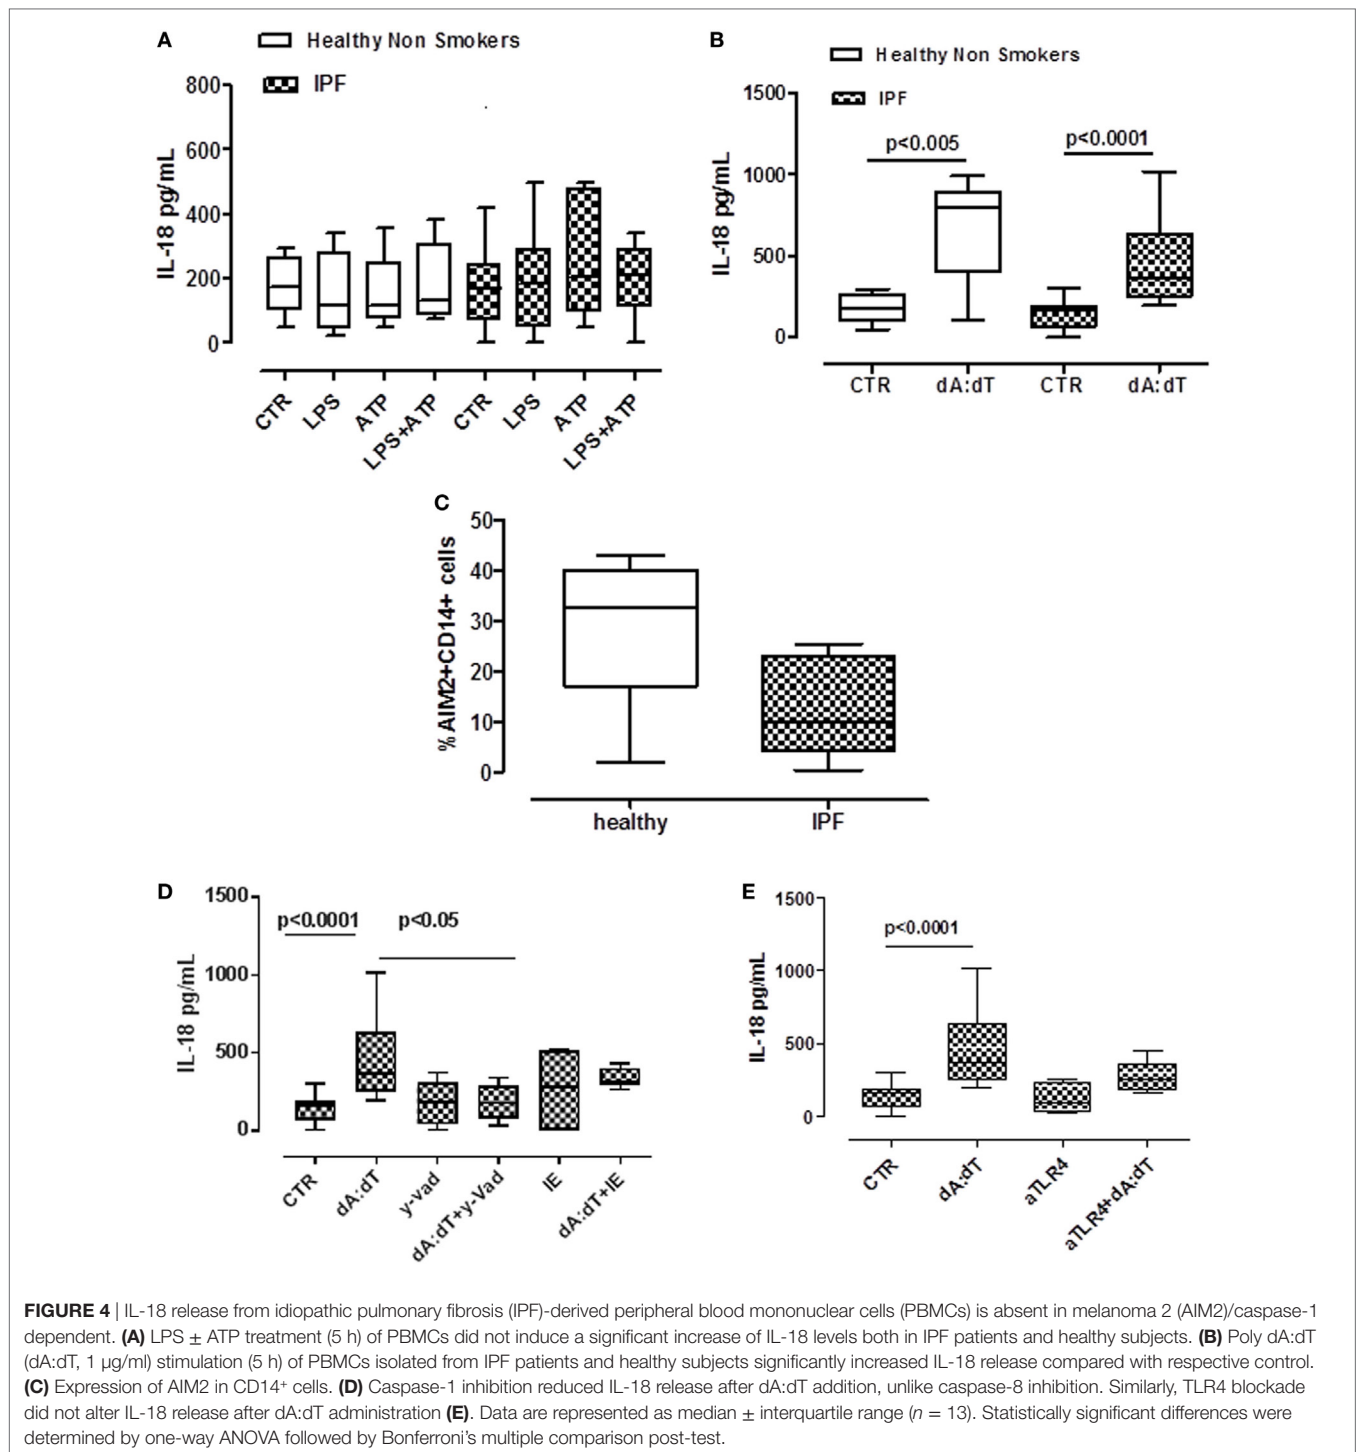 A
Healthy Non Smokers
IPF
800
600
400
200
0
IL-18 pg/mL
CTR
LPS
ATP
LPS+ATP
CTR
LPS
ATP
LPS+ATP
B
Healthy Non Smokers
IPF
1500
1000
500
0
IL-18 pg/mL
p<0.005
p<0.0001
CTR
dA:dT
CTR
dA:dT
C
50
40
30
20
10
0
%AIM2+CD14+ cells
healthy
IPF
D
1500
1000
500
0
IL-18 pg/mL
p<0.0001
p<0.05
CTR
dA:dT
y-Vad
dA:dT+y-Vad
IE
dA:dT+IE
E
1500
1000
500
0
IL-18 pg/mL
p<0.0001
CTR
dA:dT
aTLR4
aTLR4+dA:dT
FIGURE 4 | IL-18 release from idiopathic pulmonary fibrosis (IPF)-derived peripheral blood mononuclear cells (PBMCs) is absent in melanoma 2 (AIM2)/caspase-1
dependent. (A) LPS ± ATP treatment (5 h) of PBMCs did not induce a significant increase of IL-18 levels both in IPF patients and healthy subjects. (B) Poly dA:dT
(dA:dT, 1 µg/ml) stimulation (5 h) of PBMCs isolated from IPF patients and healthy subjects significantly increased IL-18 release compared with respective control.
(C) Expression of AIM2 in CD14⁺ cells. (D) Caspase-1 inhibition reduced IL-18 release after dA:dT addition, unlike caspase-8 inhibition. Similarly, TLR4 blockade
did not alter IL-18 release after dA:dT administration (E). Data are represented as median ± interquartile range (n = 13). Statistically significant differences were
determined by one-way ANOVA followed by Bonferroni's multiple comparison post-test.